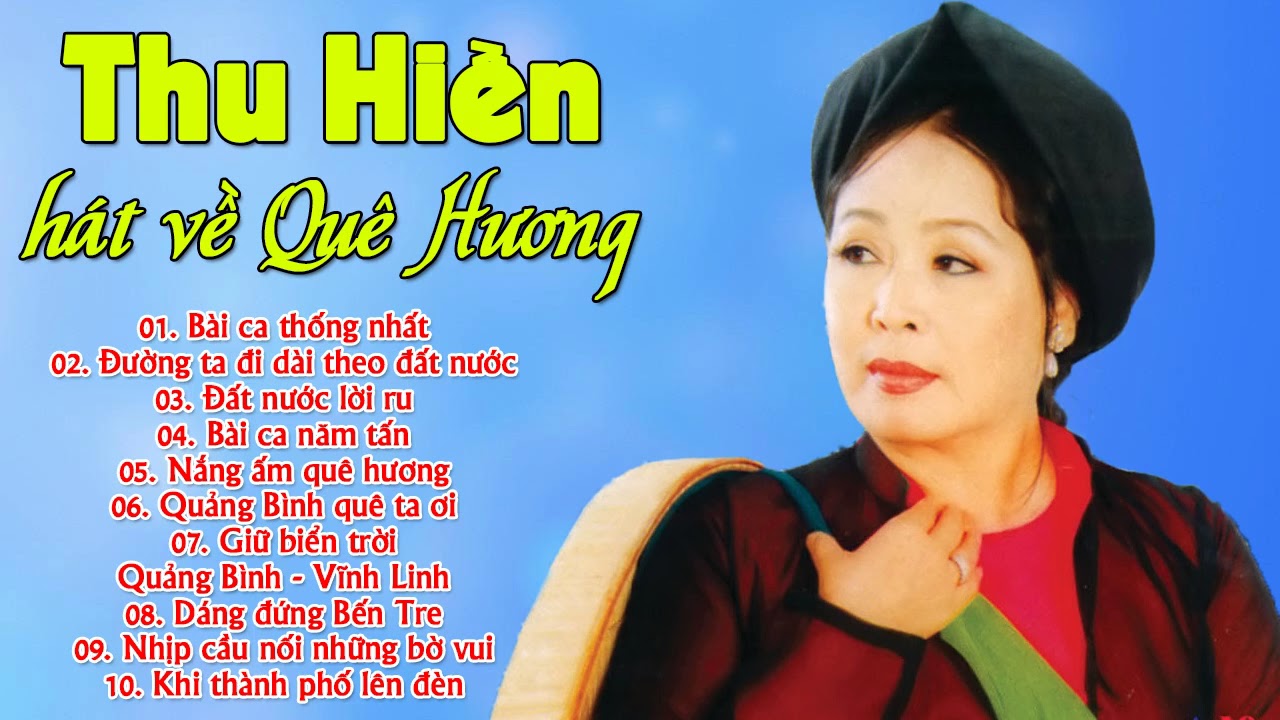 Thu Hiền
hát về Quê Hương
01. Bài ca thống nhất
02. Đường ta đi dài theo đất nước
03. Đất nước lời ru
04. Bài ca năm tấn
05. Nắng ấm quê hương
06. Quảng Bình quê ta ơi
07. Giữ biển trời
Quảng Bình - Vĩnh Linh
08. Dáng đứng Bến Tre
09. Nhịp cầu nối những bờ vui
10. Khi thành phố lên đèn